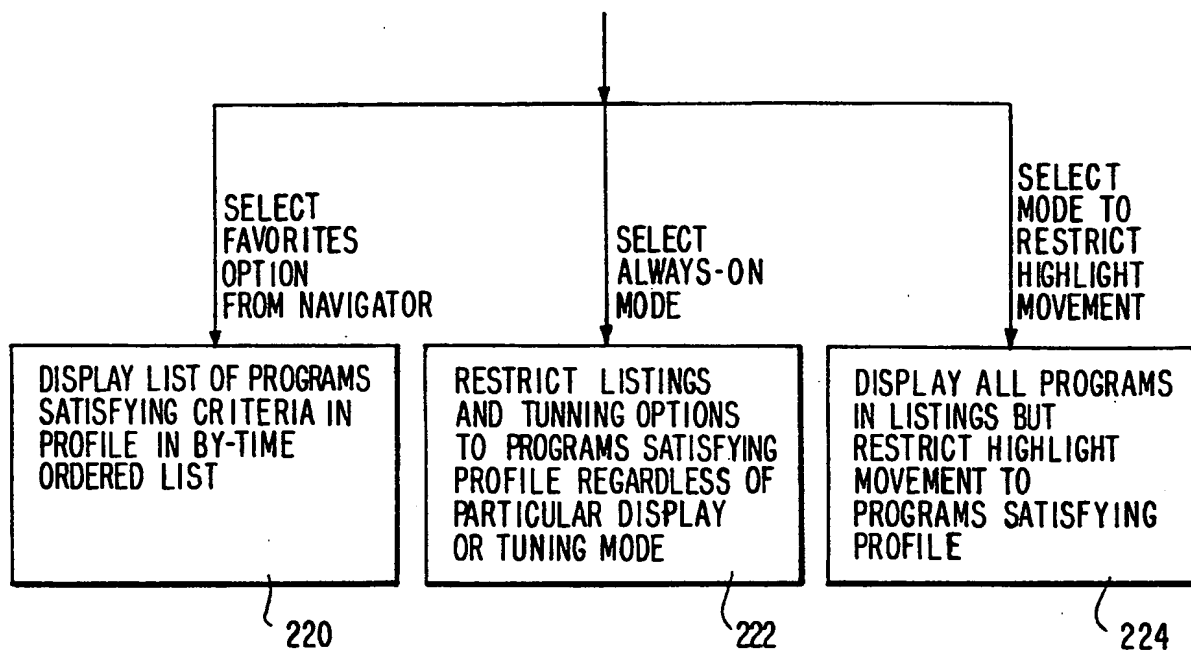 SELECT
FAVORITES
OPTION
FROM NAVIGATOR
SELECT
ALWAYS-ON
MODE
SELECT
MODE TO
RESTRICT
HIGHLIGHT
MOVEMENT
DISPLAY LIST OF PROGRAMS
SATISFYING CRITERIA IN
PROFILE IN BY-TIME
ORDERED LIST
RESTRICT LISTINGS
AND TUNNING OPTIONS
TO PROGRAMS SATISFYING
PROFILE REGARDLESS OF
PARTICULAR DISPLAY
OR TUNING MODE
DISPLAY ALL PROGRAMS
IN LISTINGS BUT
RESTRICT HIGHLIGHT
MOVEMENT TO
PROGRAMS SATISFYING
PROFILE
220
222
224